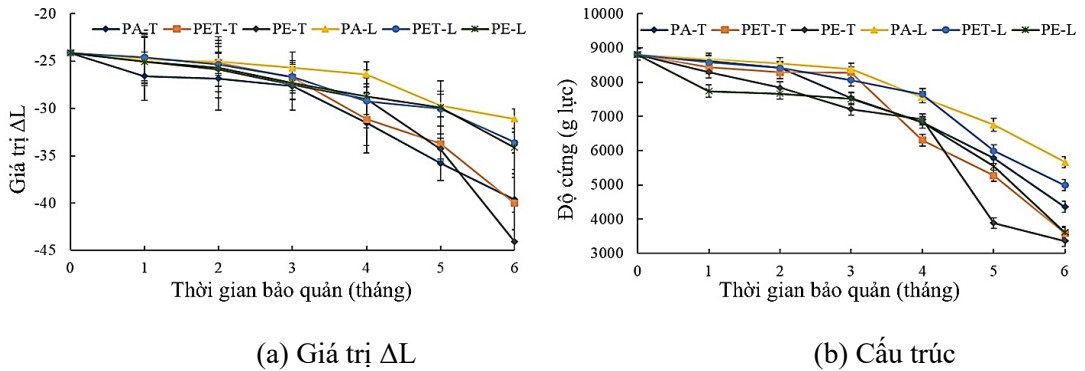 PA-T PET-T PE-T PA-L PET-L PE-L
-20
-25
-30
-35
-40
-45
Giá trị ΔL
0 1 2 3 4 5 6
Thời gian bảo quản (tháng)
(a) Giá trị ΔL
PA-T PET-T PE-T PA-L PET-L PE-L
10000
9000
8000
7000
6000
5000
4000
3000
Độ cứng (g lực)
0 1 2 3 4 5 6
Thời gian bảo quản (tháng)
(b) Cấu trúc